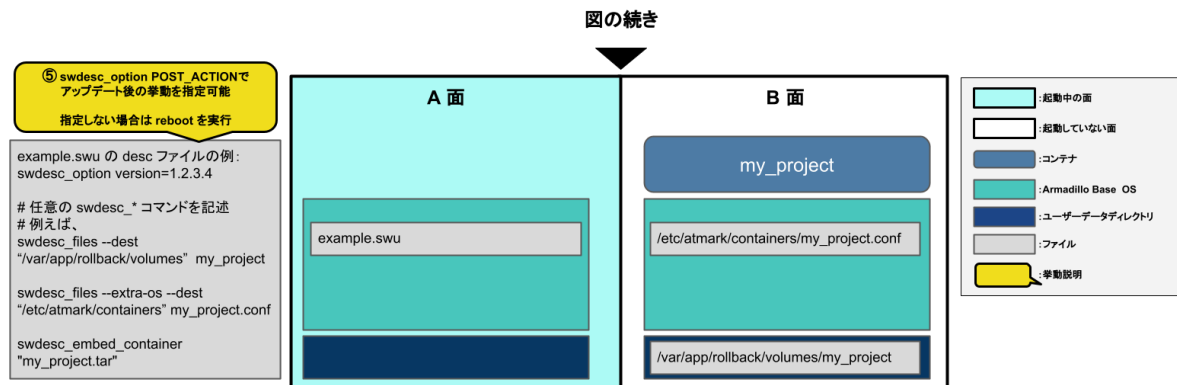 図の続き
⑤ swdesc_option POST_ACTIONで
アップデート後の挙動を指定可能
指定しない場合は reboot を実行
example.swu の desc ファイルの例：
swdesc_option version=1.2.3.4
# 任意の swdesc_* コマンドを記述
# 例えば、
swdesc_files --dest
“/var/app/rollback/volumes” my_project
swdesc_files --extra-os --dest
“/etc/atmark/containers” my_project.conf
swdesc_embed_container
"my_project.tar"
A 面
example.swu
B 面
my_project
/etc/atmark/containers/my_project.conf
/var/app/rollback/volumes/my_project
：起動中の面
：起動していない面
：コンテナ
：Armadillo Base OS
：ユーザーデータディレクトリ
：ファイル
：挙動説明